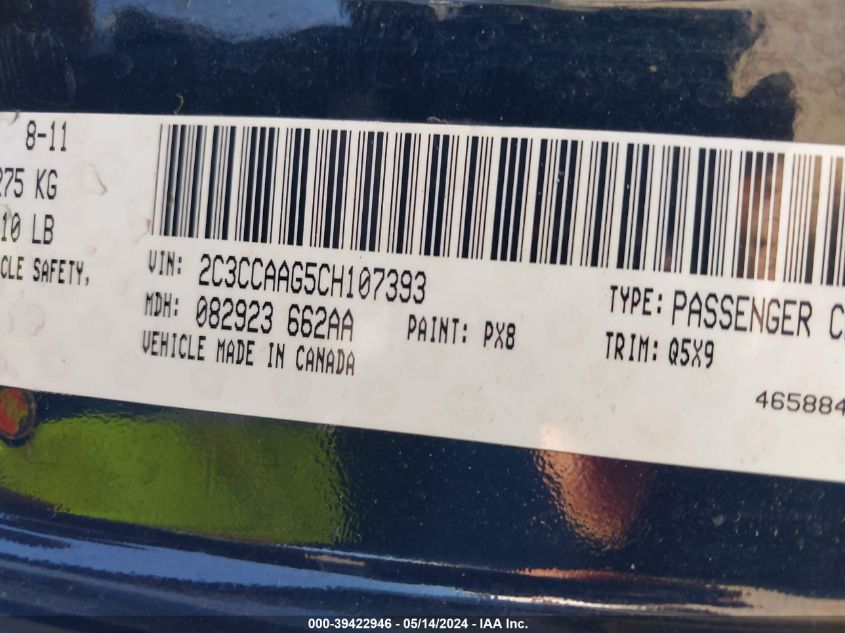 8-11
275 KG
10 LB
CLE SAFETY,
VIN: 2C3CCAAG5CH107393
MDH: 082923 662AA PAINT: PX8
VEHICLE MADE IN CANADA
TYPE: PASSENGER C
TRIM: Q5X9
465884
000-39422946 - 05/14/2024 - IAA Inc.